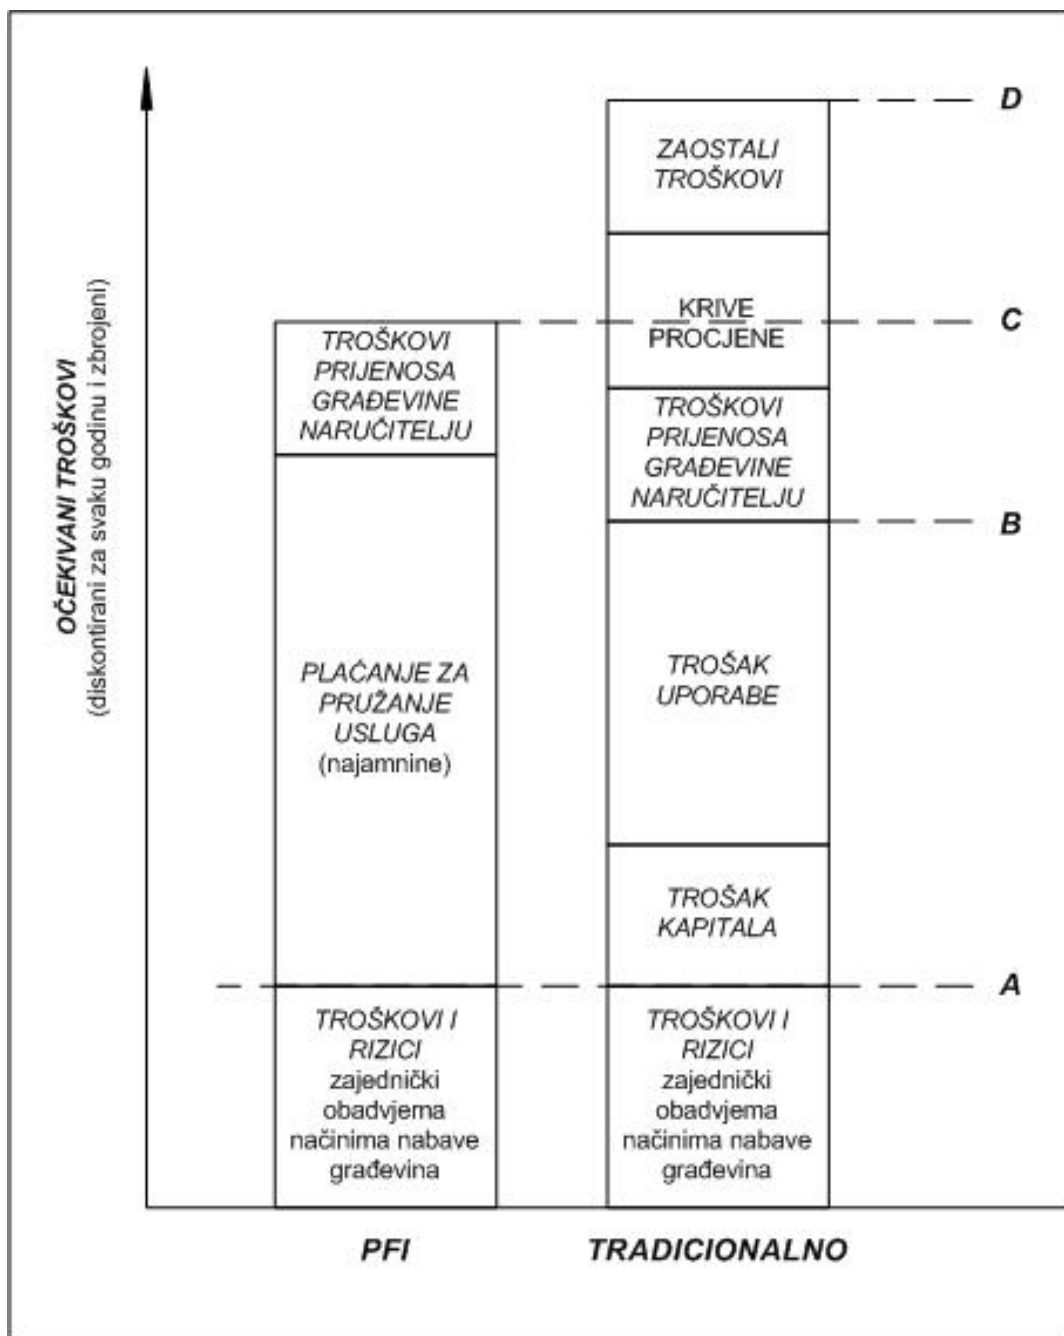 OČEKIVANI TROŠKOVI
(diskontirani za svaku godinu i zbrojeni)
TROŠKOVI
PRIJENOSA
GRAĐEVINE
NARUČITELJU
PLAĆANJE ZA
PRUŽANJE
USLUGA
(najamnine)
TROŠKOVI I
RIZICI
zajednički
obadvjema
načinima nabave
građevina
PFI
ZAOSTALI
TROŠKOVI
KRIVE
PROCJENE
TROŠKOVI
PRIJENOSA
GRAĐEVINE
NARUČITELJU
TROŠAK
UPORABE
TROŠAK
KAPITALA
TROŠKOVI I
RIZICI
zajednički
obadvjema
načinima nabave
građevina
TRADICIONALNO
D
C
B
A